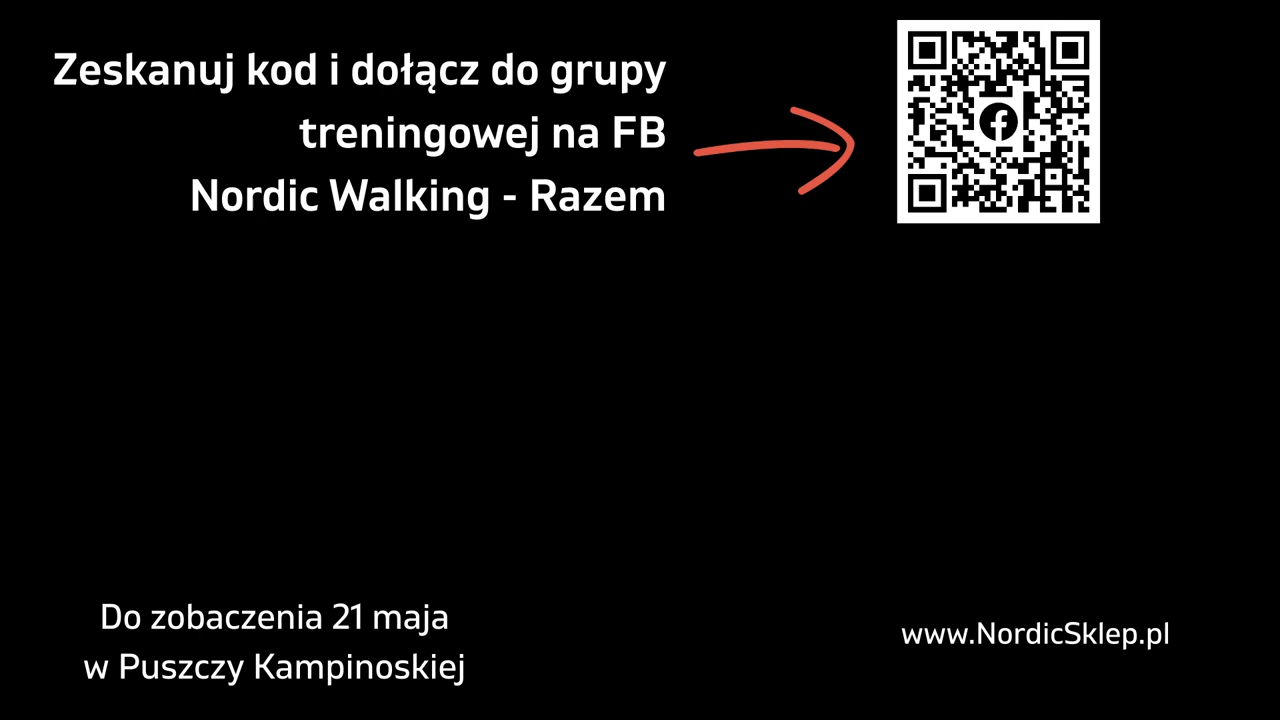 Zeskanuj kod i dołącz do grupy
treningowej na FB
Nordic Walking - Razem
Do zobaczenia 21 maja
w Puszczy Kampinoskiej
www.NordicSklep.pl